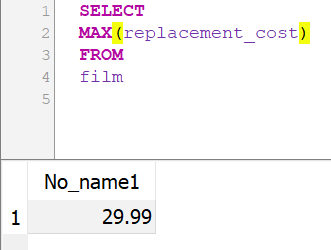 1 SELECT
2 MAX(replacement_cost)
3 FROM
4 film
5
No_name1
1 29.99